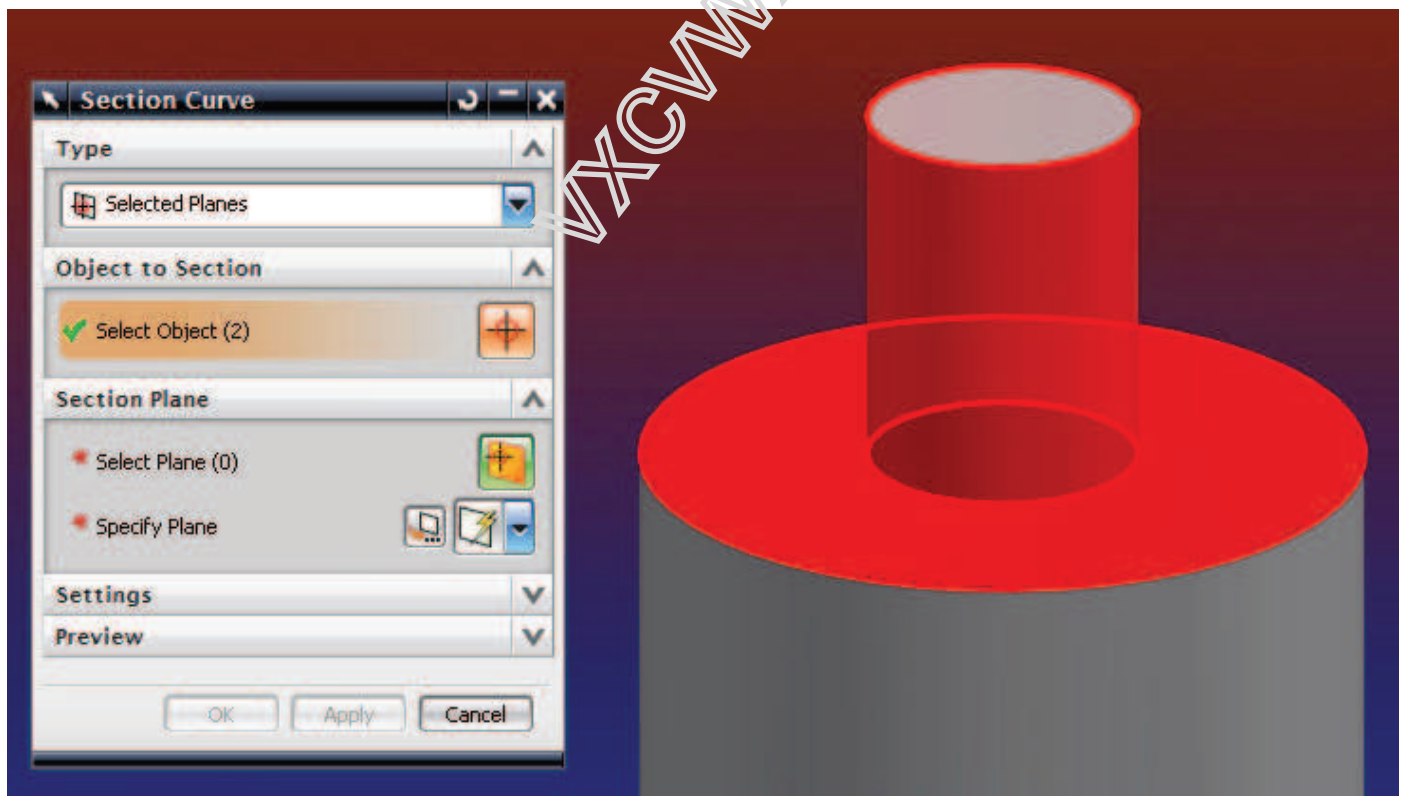 Section Curve
Type
Selected Planes
Object to Section
Select Object (2)
Section Plane
Select Plane (0)
Specify Plane
Settings
Preview
OK Apply Cancel